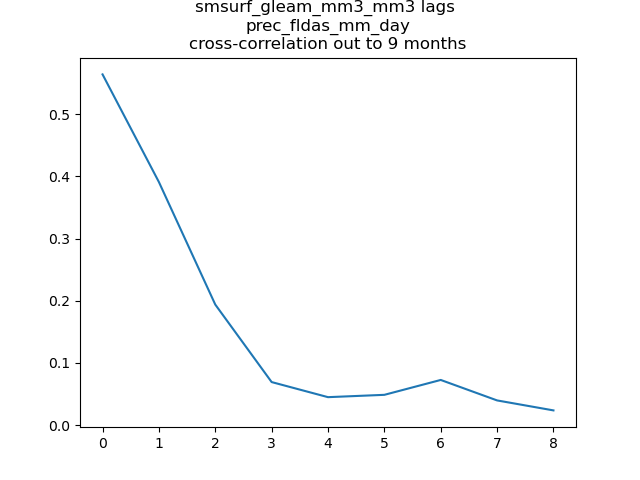 smsurf_gleam_mm3_mm3 lags
prec_fldas_mm_day
cross-correlation out to 9 months
0.5
0.4
0.3
0.2
0.1
0.0
0 1 2 3 4 5 6 7 8